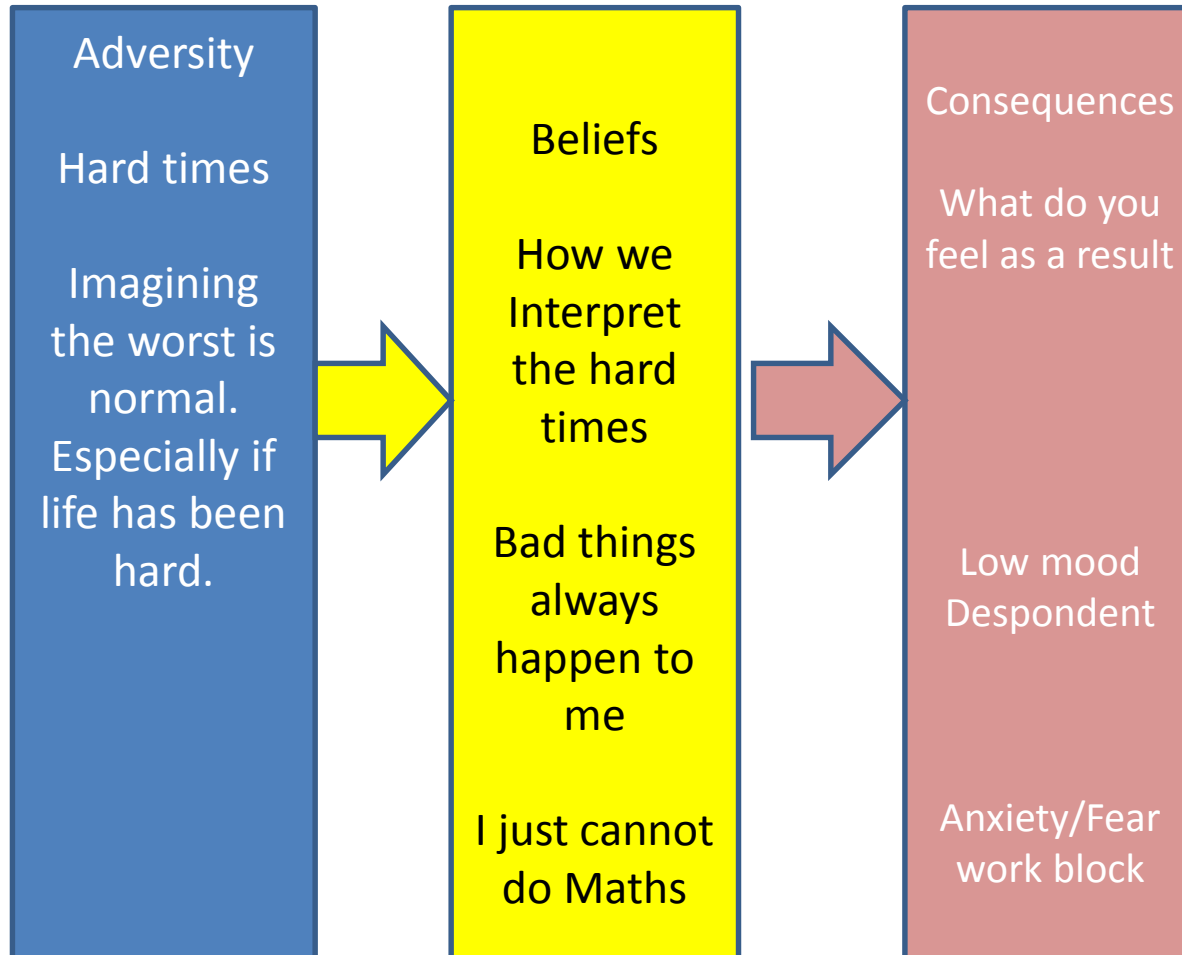 Adversity
Hard times
Imagining
the worst is
normal.
Especially if
life has been
hard.
Beliefs
How we
Interpret
the hard
times
Bad things
always
happen to
me
I just cannot
do Maths
Consequences
What do you
feel as a result
Low mood
Despondent
Anxiety/Fear
work block